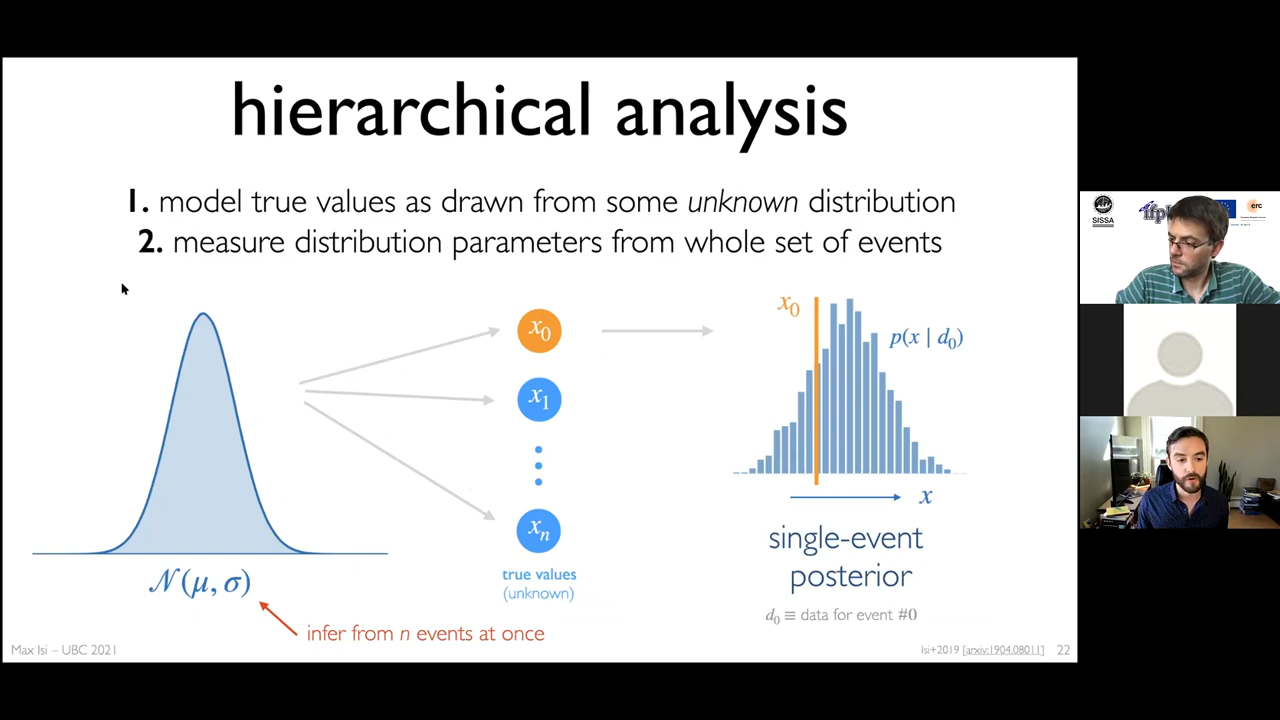 hierarchical analysis
1. model true values as drawn from some unknown distribution
2. measure distribution parameters from whole set of events
x0
x1
xn
true values
(unknown)
𝒩(μ, σ)
infer from n events at once
x0
p(x | d0)
x
single-event
posterior
d0 ≡ data for event #0
Max Isi – UBC 2021
Isi+2019 [arxiv:1904.08011] 22
SISSA
erc